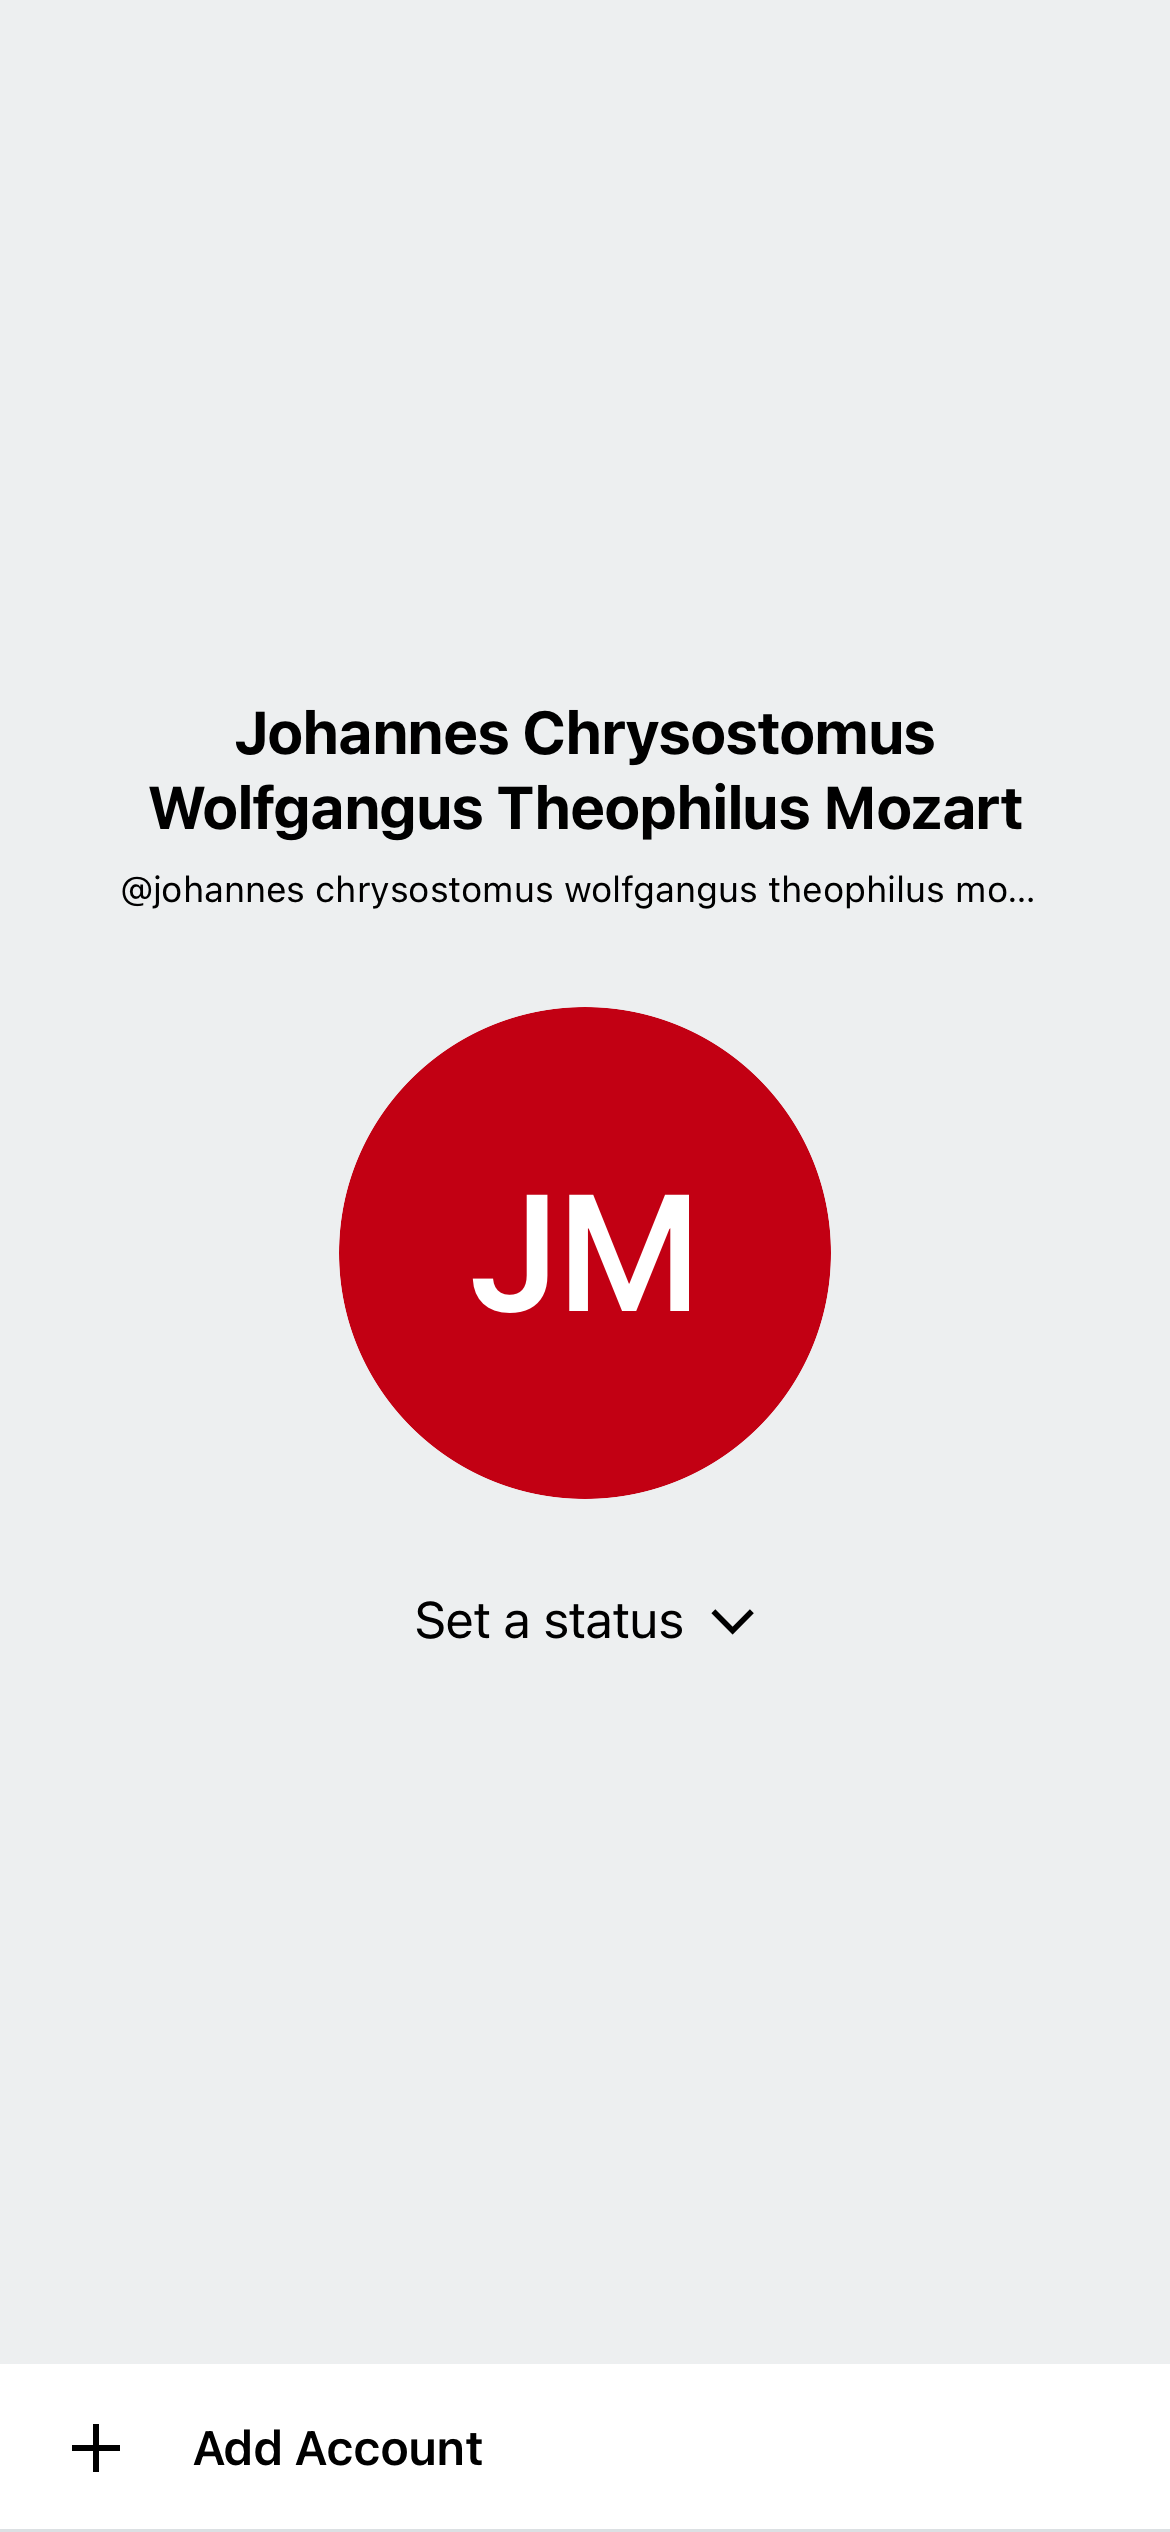 Johannes Chrysostomus
Wolfgangus Theophilus Mozart
@johannes chrysostomus wolfgangus theophilus mo...
JM
Set a status
Add Account